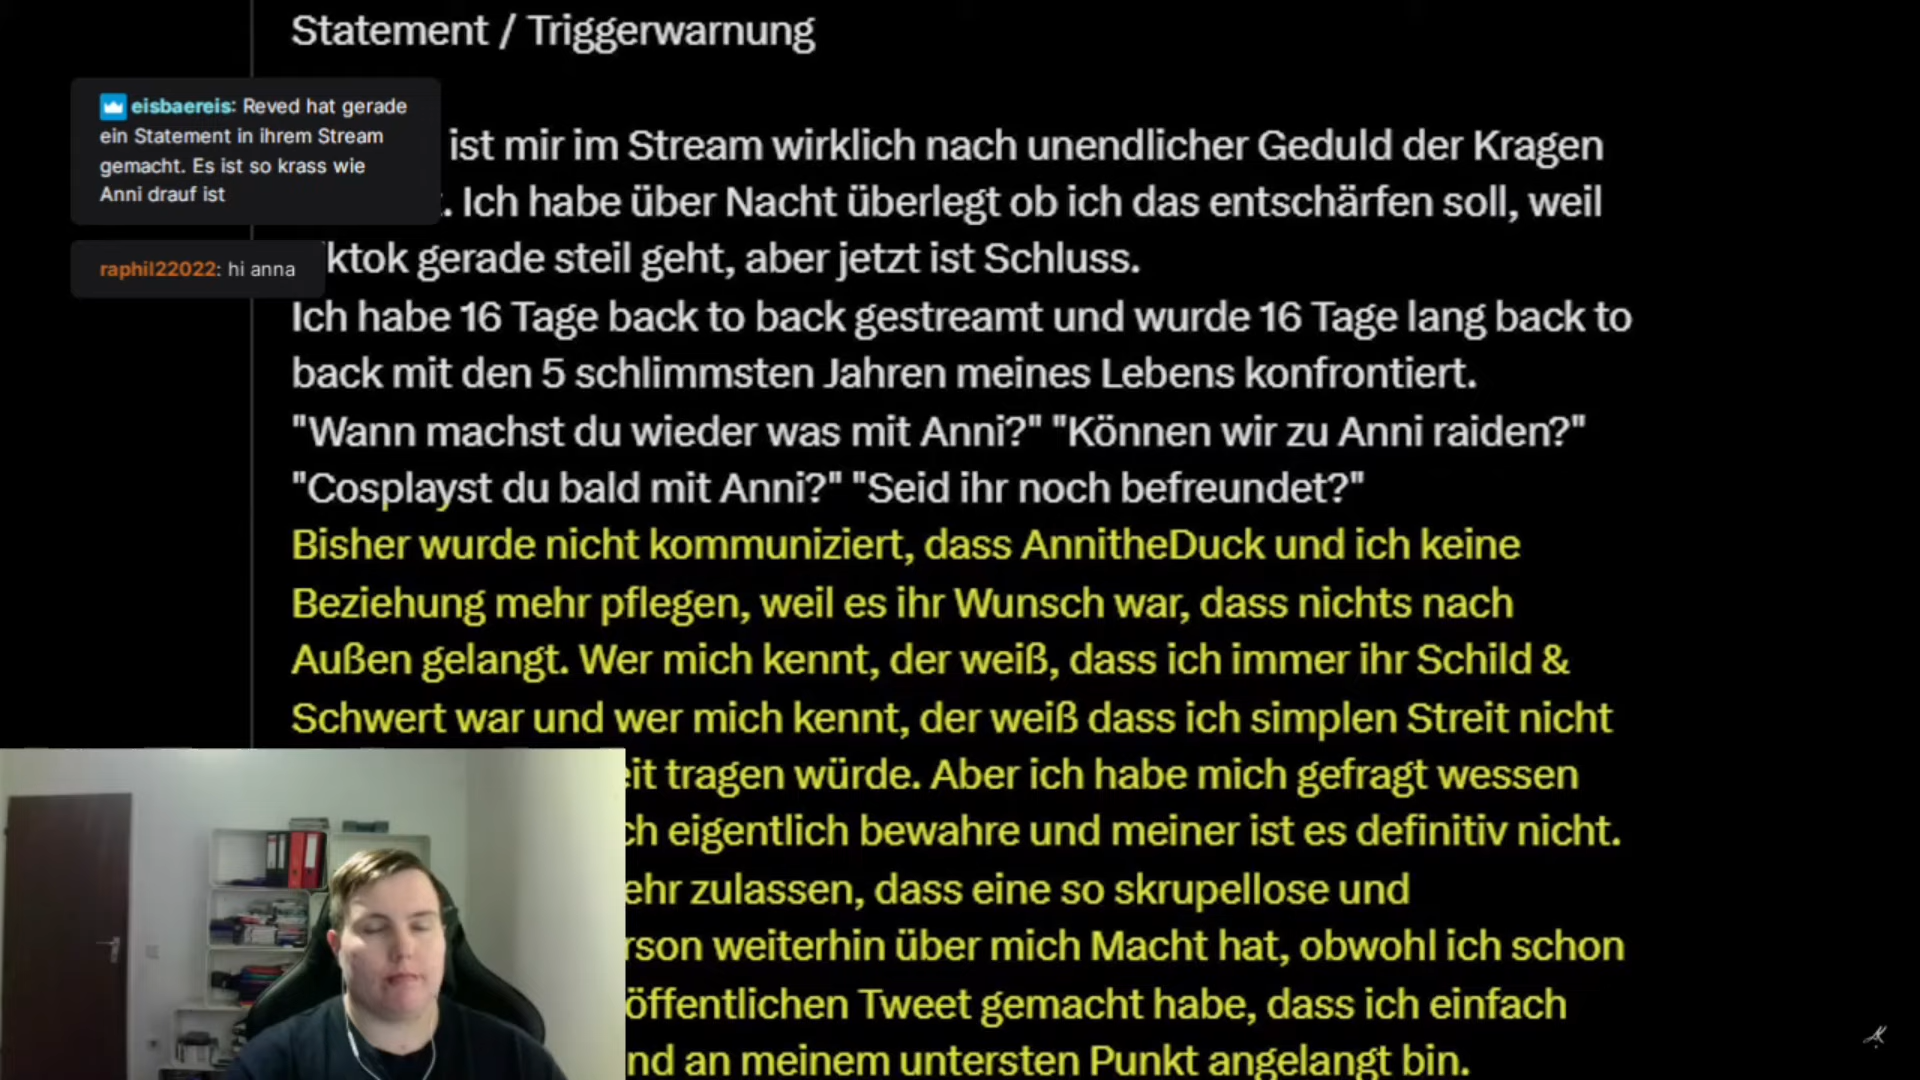 Statement / Triggerwarnung
eisbaereis: Reved hat gerade
ein Statement in ihrem Stream
gemacht. Es ist so krass wie
Anni drauf ist
raphil22022: hi anna
ist mir im Stream wirklich nach unendlicher Geduld der Kragen
. Ich habe über Nacht überlegt ob ich das entschärfen soll, weil
ktok gerade steil geht, aber jetzt ist Schluss.
Ich habe 16 Tage back to back gestreamt und wurde 16 Tage lang back to
back mit den 5 schlimmsten Jahren meines Lebens konfrontiert.
"Wann machst du wieder was mit Anni?" "Können wir zu Anni raiden?"
"Cosplayst du bald mit Anni?" "Seid ihr noch befreundet?"
Bisher wurde nicht kommuniziert, dass AnnitheDuck und ich keine
Beziehung mehr pflegen, weil es ihr Wunsch war, dass nichts nach
Außen gelangt. Wer mich kennt, der weiß, dass ich immer ihr Schild &
Schwert war und wer mich kennt, der weiß dass ich simplen Streit nicht
eit tragen würde. Aber ich habe mich gefragt wessen
ch eigentlich bewahre und meiner ist es definitiv nicht.
ehr zulassen, dass eine so skrupellose und
rson weiterhin über mich Macht hat, obwohl ich schon
öffentlichen Tweet gemacht habe, dass ich einfach
nd an meinem untersten Punkt angelangt bin.